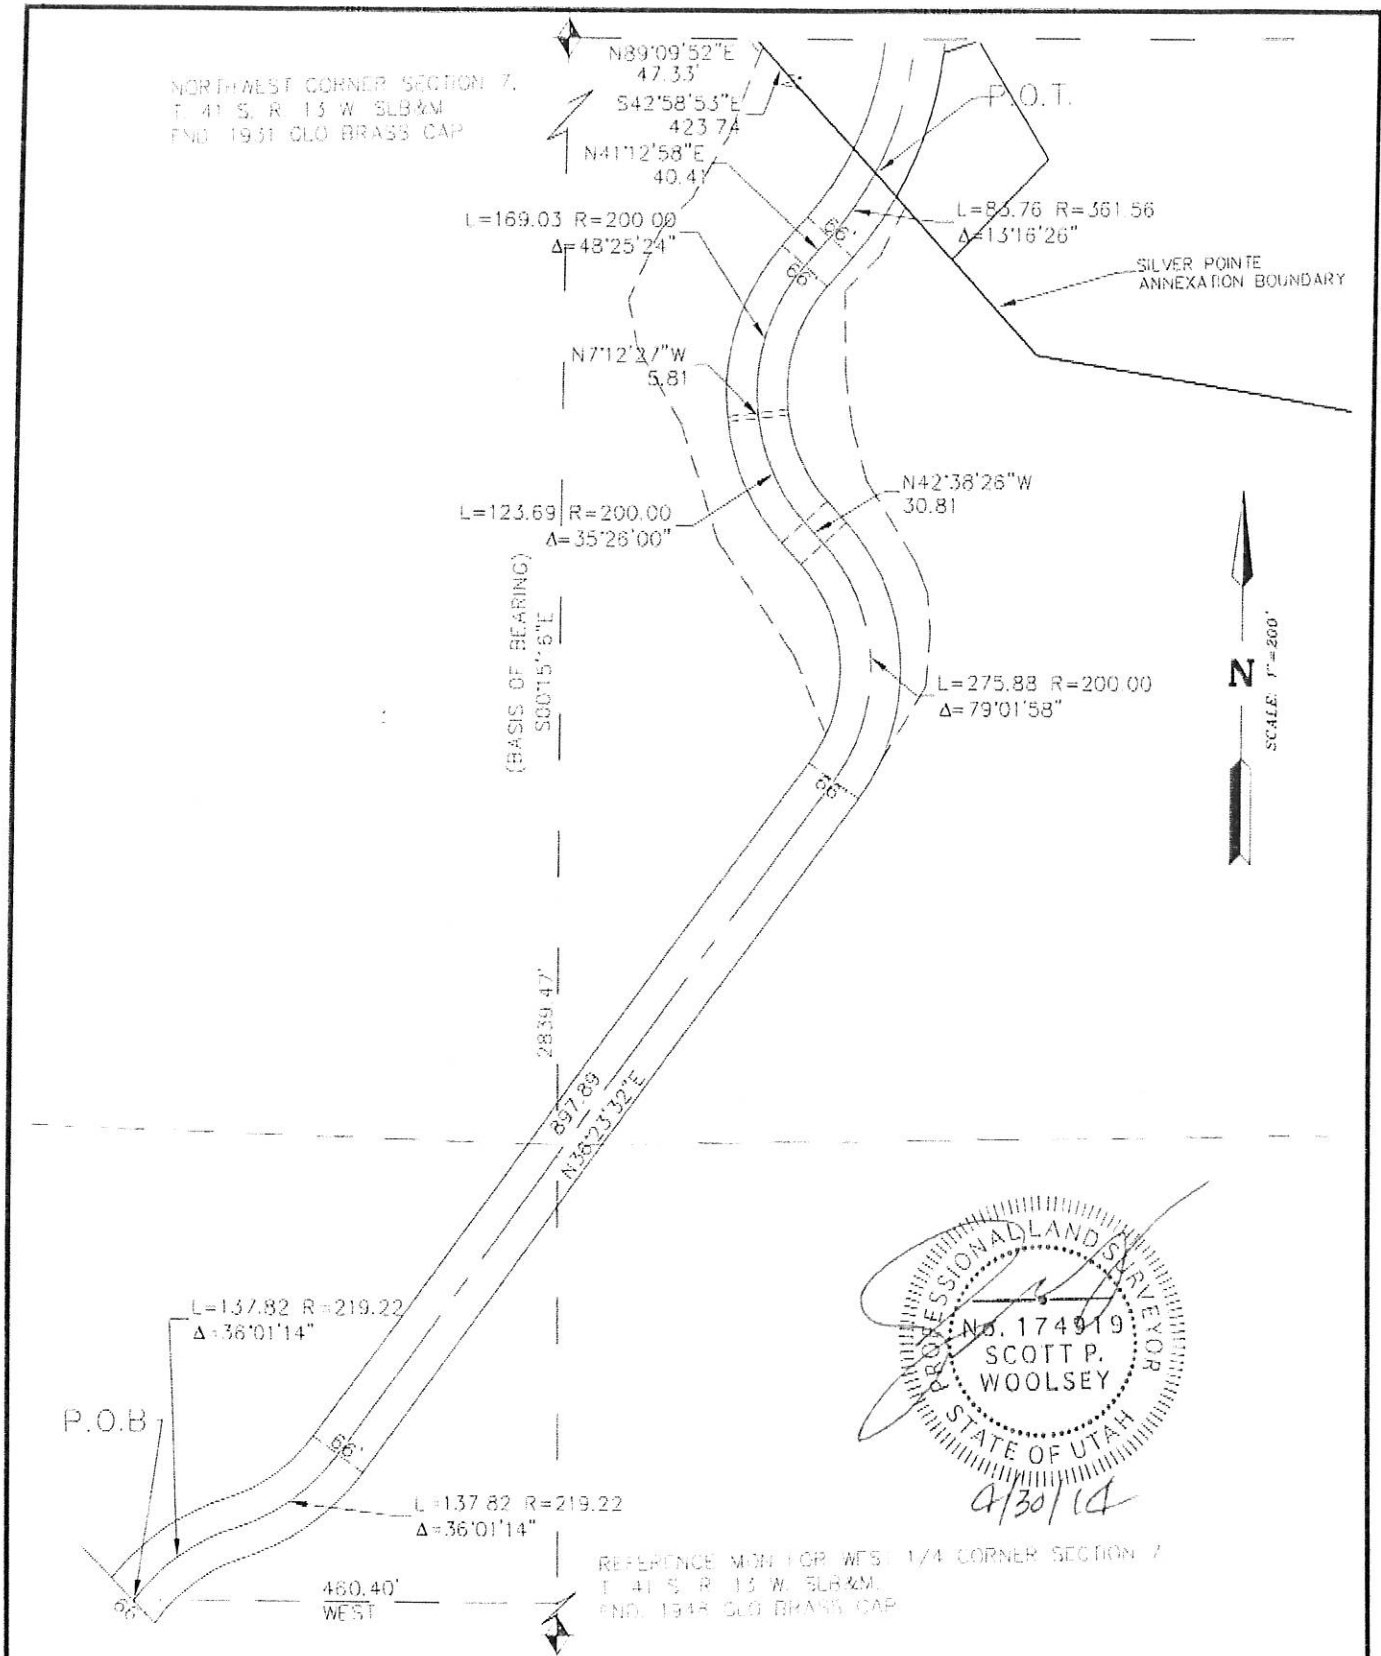 NORTHWEST CORNER SECTION 7,
T. 41 S. R. 13 W. SLB&M
FND. 1931 GLO BRASS CAP
N89°09'52"E
47.33'
S42°58'53"E
423.74
P.O.T.
N41°12'58"E
40.41
L=169.03 R=200.00
Δ=48°25'24"
66'
66'
L=83.76 R=361.56
Δ=13°16'26"
SILVER POINTE
ANNEXATION BOUNDARY
N7°12'27"W
5.81
N42°38'26"W
30.81
L=123.69 R=200.00
Δ=35°26'00"
(BASIS OF BEARING)
L=275.88 R=200.00
Δ=79°01'58"
N
SCALE: 1"=200'
66'
2839.47'
897.89
N36°23'32"E
L=137.82 R=219.22
Δ=36°01'14"
P.O.B
66'
L=137.82 R=219.22
Δ=36°01'14"
66'
460.40'
WEST
PROFESSIONAL LAND SURVEYOR
No. 174919
SCOTT P.
WOOLSEY
STATE OF UTAH
4/30/14
REFERENCE MON FOR WEST 1/4 CORNER SECTION 7
T. 41 S. R. 13 W. SLB&M.
FND. 1948 GLO BRASS CAP